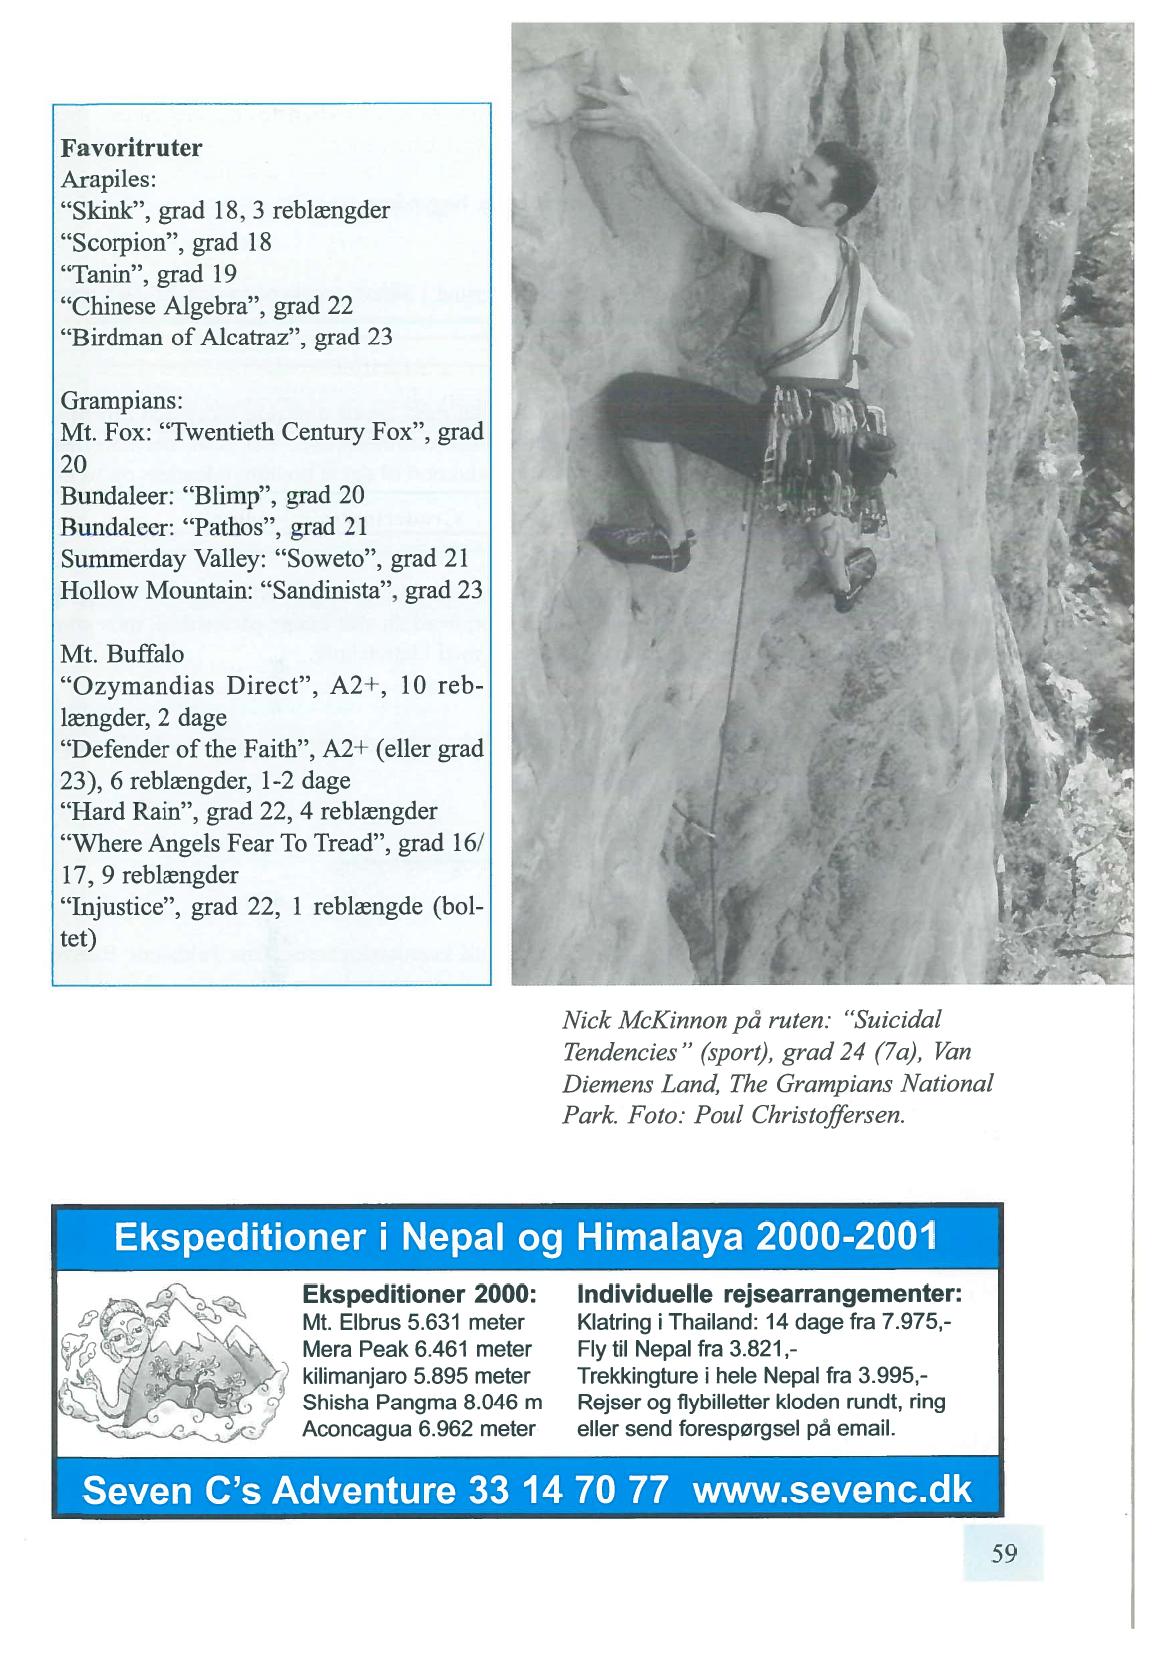 Favoritruter
Arapiles:
“Skink”, grad 18, 3 reblængder
“Scorpion”, grad 18
“Tanin”, grad 19
“Chinese Algebra”, grad 22
“Birdman of Alcatraz”, grad 23
Grampians:
Mt. Fox: “Twentieth Century Fox”, grad
20
Bundaleer: “Blimp”, grad 20
Bundaleer: “Pathos”, grad 21
Summerday Valley: “Soweto”, grad 21
Hollow Mountain: “Sandinista”, grad 23
Mt. Buffalo
“Ozymandias Direct”, A2+, 10 reb-
længder, 2 dage
“Defender of the Faith”, A2+ (eller grad
23), 6 reblængder, 1-2 dage
“Hard Rain”, grad 22, 4 reblængder
“Where Angels Fear To Tread”, grad 16/
17, 9 reblængder
“Injustice”, grad 22, 1 reblængde (bol-
tet)
Nick McKinnon på ruten: “Suicidal
Tendencies” (sport), grad 24 (7a), Van
Diemens Land, The Grampians National
Park. Foto: Poul Christoffersen.
Ekspeditioner i Nepal og Himalaya 2000-2001
Ekspeditioner 2000:
Mt. Elbrus 5.631 meter
Mera Peak 6.461 meter
kilimanjaro 5.895 meter
Shisha Pangma 8.046 m
Aconcagua 6.962 meter
Individuelle rejsearrangementer:
Klatring i Thailand: 14 dage fra 7.975,-
Fly til Nepal fra 3.821,-
Trekkingture i hele Nepal fra 3.995,-
Rejser og flybilletter kloden rundt, ring
eller send forespørgsel på email.
Seven C’s Adventure 33 14 70 77 www.sevenc.dk
59